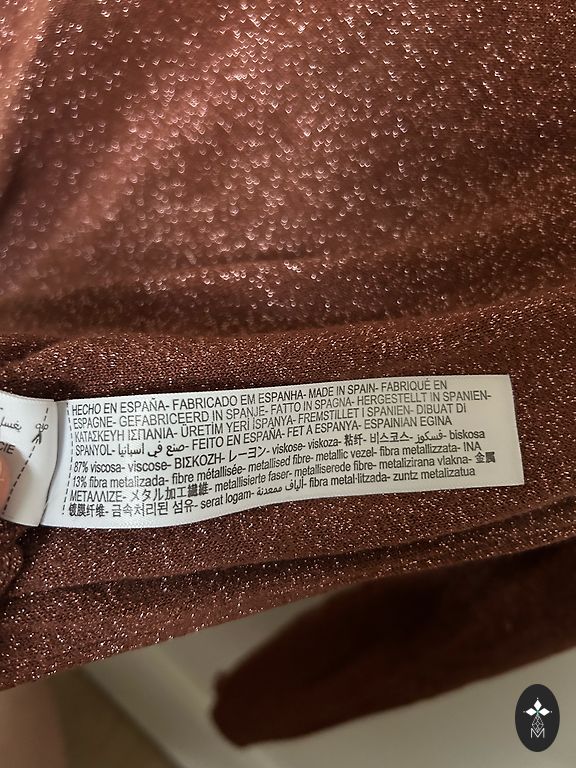 HECHO EN ESPAÑA- FABRICADO EM ESPANHA- MADE IN SPAIN- FABRIQUÉ EN
ESPAGNE- GEFABRICEERD IN SPANJE- FATTO IN SPAGNA- HERGESTELLT IN SPANIEN-
ΚΑΤΑΣΚΕΥΗ ΙΣΠΑΝΙΑ- ÜRETİM YERİ İSPANYA- FREMSTILLET I SPANIEN- DIBUAT DI
SPANYOL- صنع في أسبانيا- FEITO EN ESPAÑA- FET A ESPANYA- ESPAINIAN EGINA
87% viscosa- viscose- ΒΙΣΚΟΖΗ- レーヨン- viskose- viskoza- 粘纤- 비스코스- فسكوز- biskosa
13% fibra metalizada- fibre métallisée- metallised fibre- metallic vezel- fibra metallizzata- ΙΝΑ
ΜΕΤΑΛΛΙΖΕ- メタル加工繊維- metallisierte faser- metalliserede fibre- metalizirana vlakna- 金属
镀膜纤维- 금속처리된 섬유- serat logam- ألياف ممعدنة- fibra metal·litzada- zuntz metalizatua
CIE
M